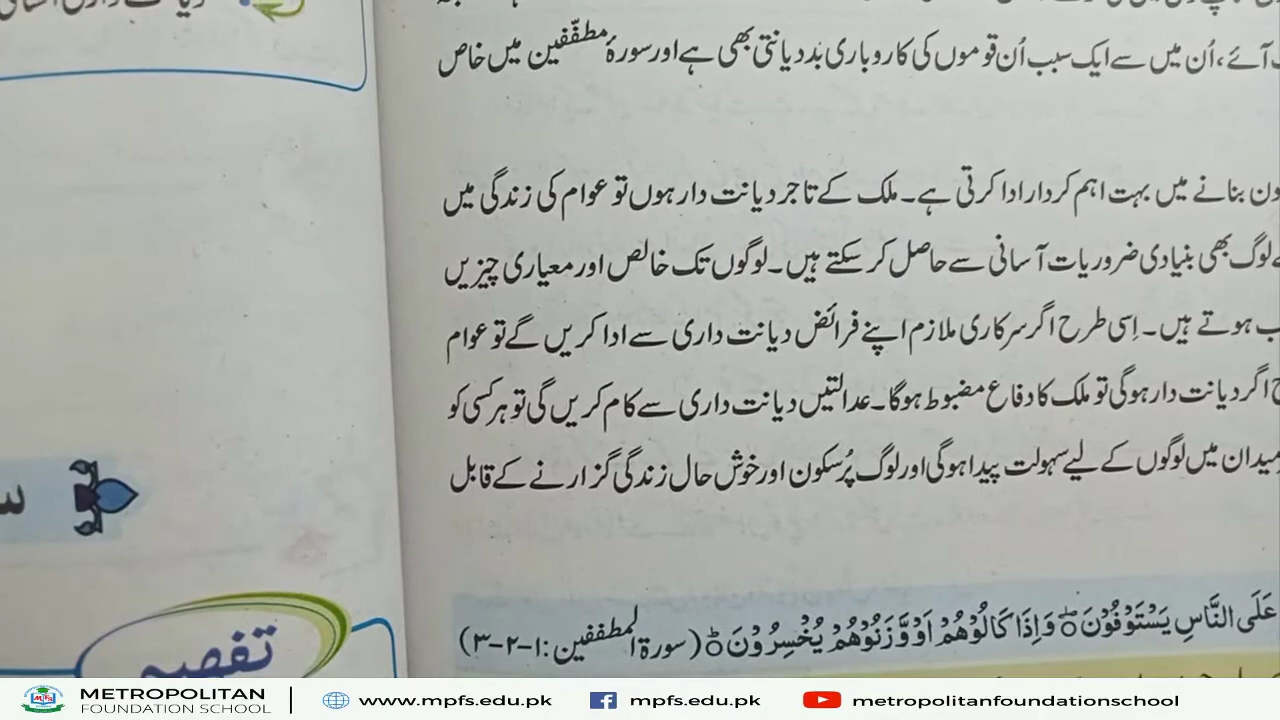 آئے، اُن میں سے ایک سبب اُن قوموں کی کاروباری بددیانتی بھی ہے اور سورۂ مطفّفین میں خاص
بنانے میں بہت اہم کردار ادا کرتی ہے۔ ملک کے تاجر دیانت دار ہوں تو عوام کی زندگی میں
لوگ بھی بنیادی ضروریات آسانی سے حاصل کر سکتے ہیں۔ لوگوں تک خالص اور معیاری چیزیں
ہوتے ہیں۔ اِسی طرح اگر سرکاری ملازم اپنے فرائض دیانت داری سے ادا کریں گے تو عوام
اگر دیانت دار ہوگی تو ملک کا دفاع مضبوط ہوگا۔ عدالتیں دیانت داری سے کام کریں گی تو ہر کسی کو
میدان میں لوگوں کے لیے سہولت پیدا ہوگی اور لوگ پُرسکون اور خوش حال زندگی گزارنے کے قابل
عَلَى النَّاسِ يَسْتَوْفُوْنَ ۖ وَاِذَا كَالُوْهُمْ اَوْ وَّزَنُوْهُمْ يُخْسِرُوْنَ ؕ (سورۃ المطففین: ۱-۲-۳)
METROPOLITAN
FOUNDATION SCHOOL
www.mpfs.edu.pk
mpfs.edu.pk
metropolitanfoundationschool